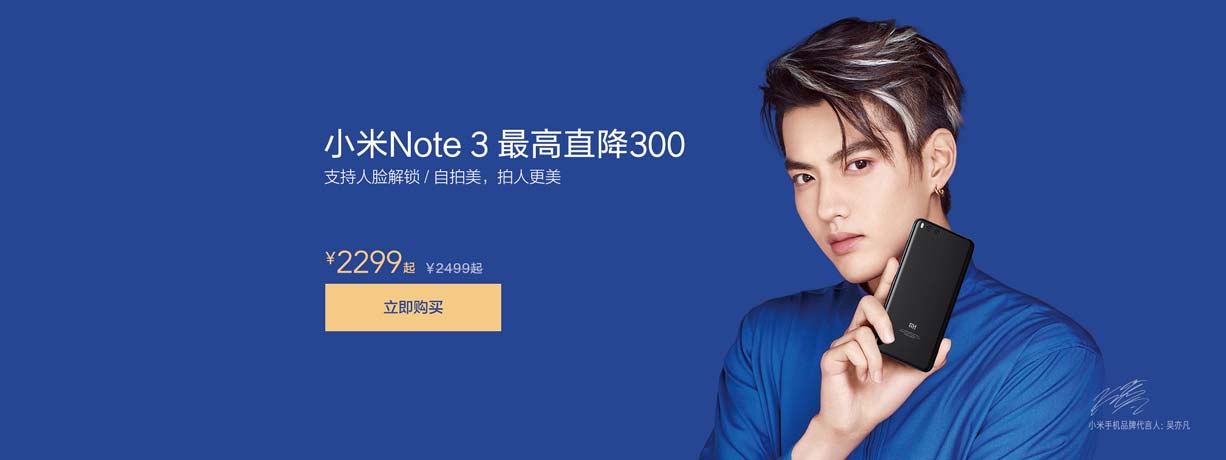 小米Note 3 最高直降300
支持人脸解锁 / 自拍美，拍人更美
¥2299起 ¥2499起
立即购买
小米手机品牌代言人: 吴亦凡